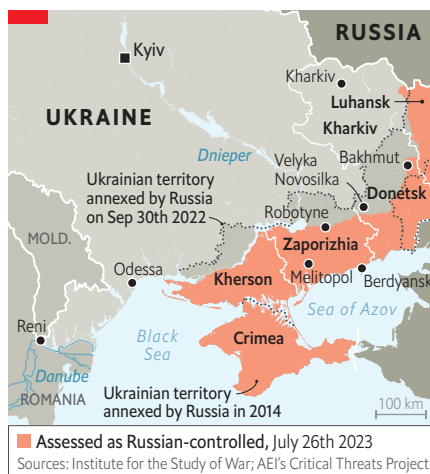 RUSSIA
Kyiv
Kharkiv
Luhansk
UKRAINE
Kharkiv
Dnieper
Velyka
Novosilka
Bakhmut
Ukrainian territory
annexed by Russia
on Sep 30th 2022
Donetsk
Robotyne
MOLD.
Zaporizhia
Odessa
Kherson
Melitopol
Berdyansk
Sea of Azov
Reni
Black
Sea
Crimea
Danube
ROMANIA
Ukrainian territory
annexed by Russia in 2014
100 km
Assessed as Russian-controlled, July 26th 2023
Sources: Institute for the Study of War; AEI's Critical Threats Project